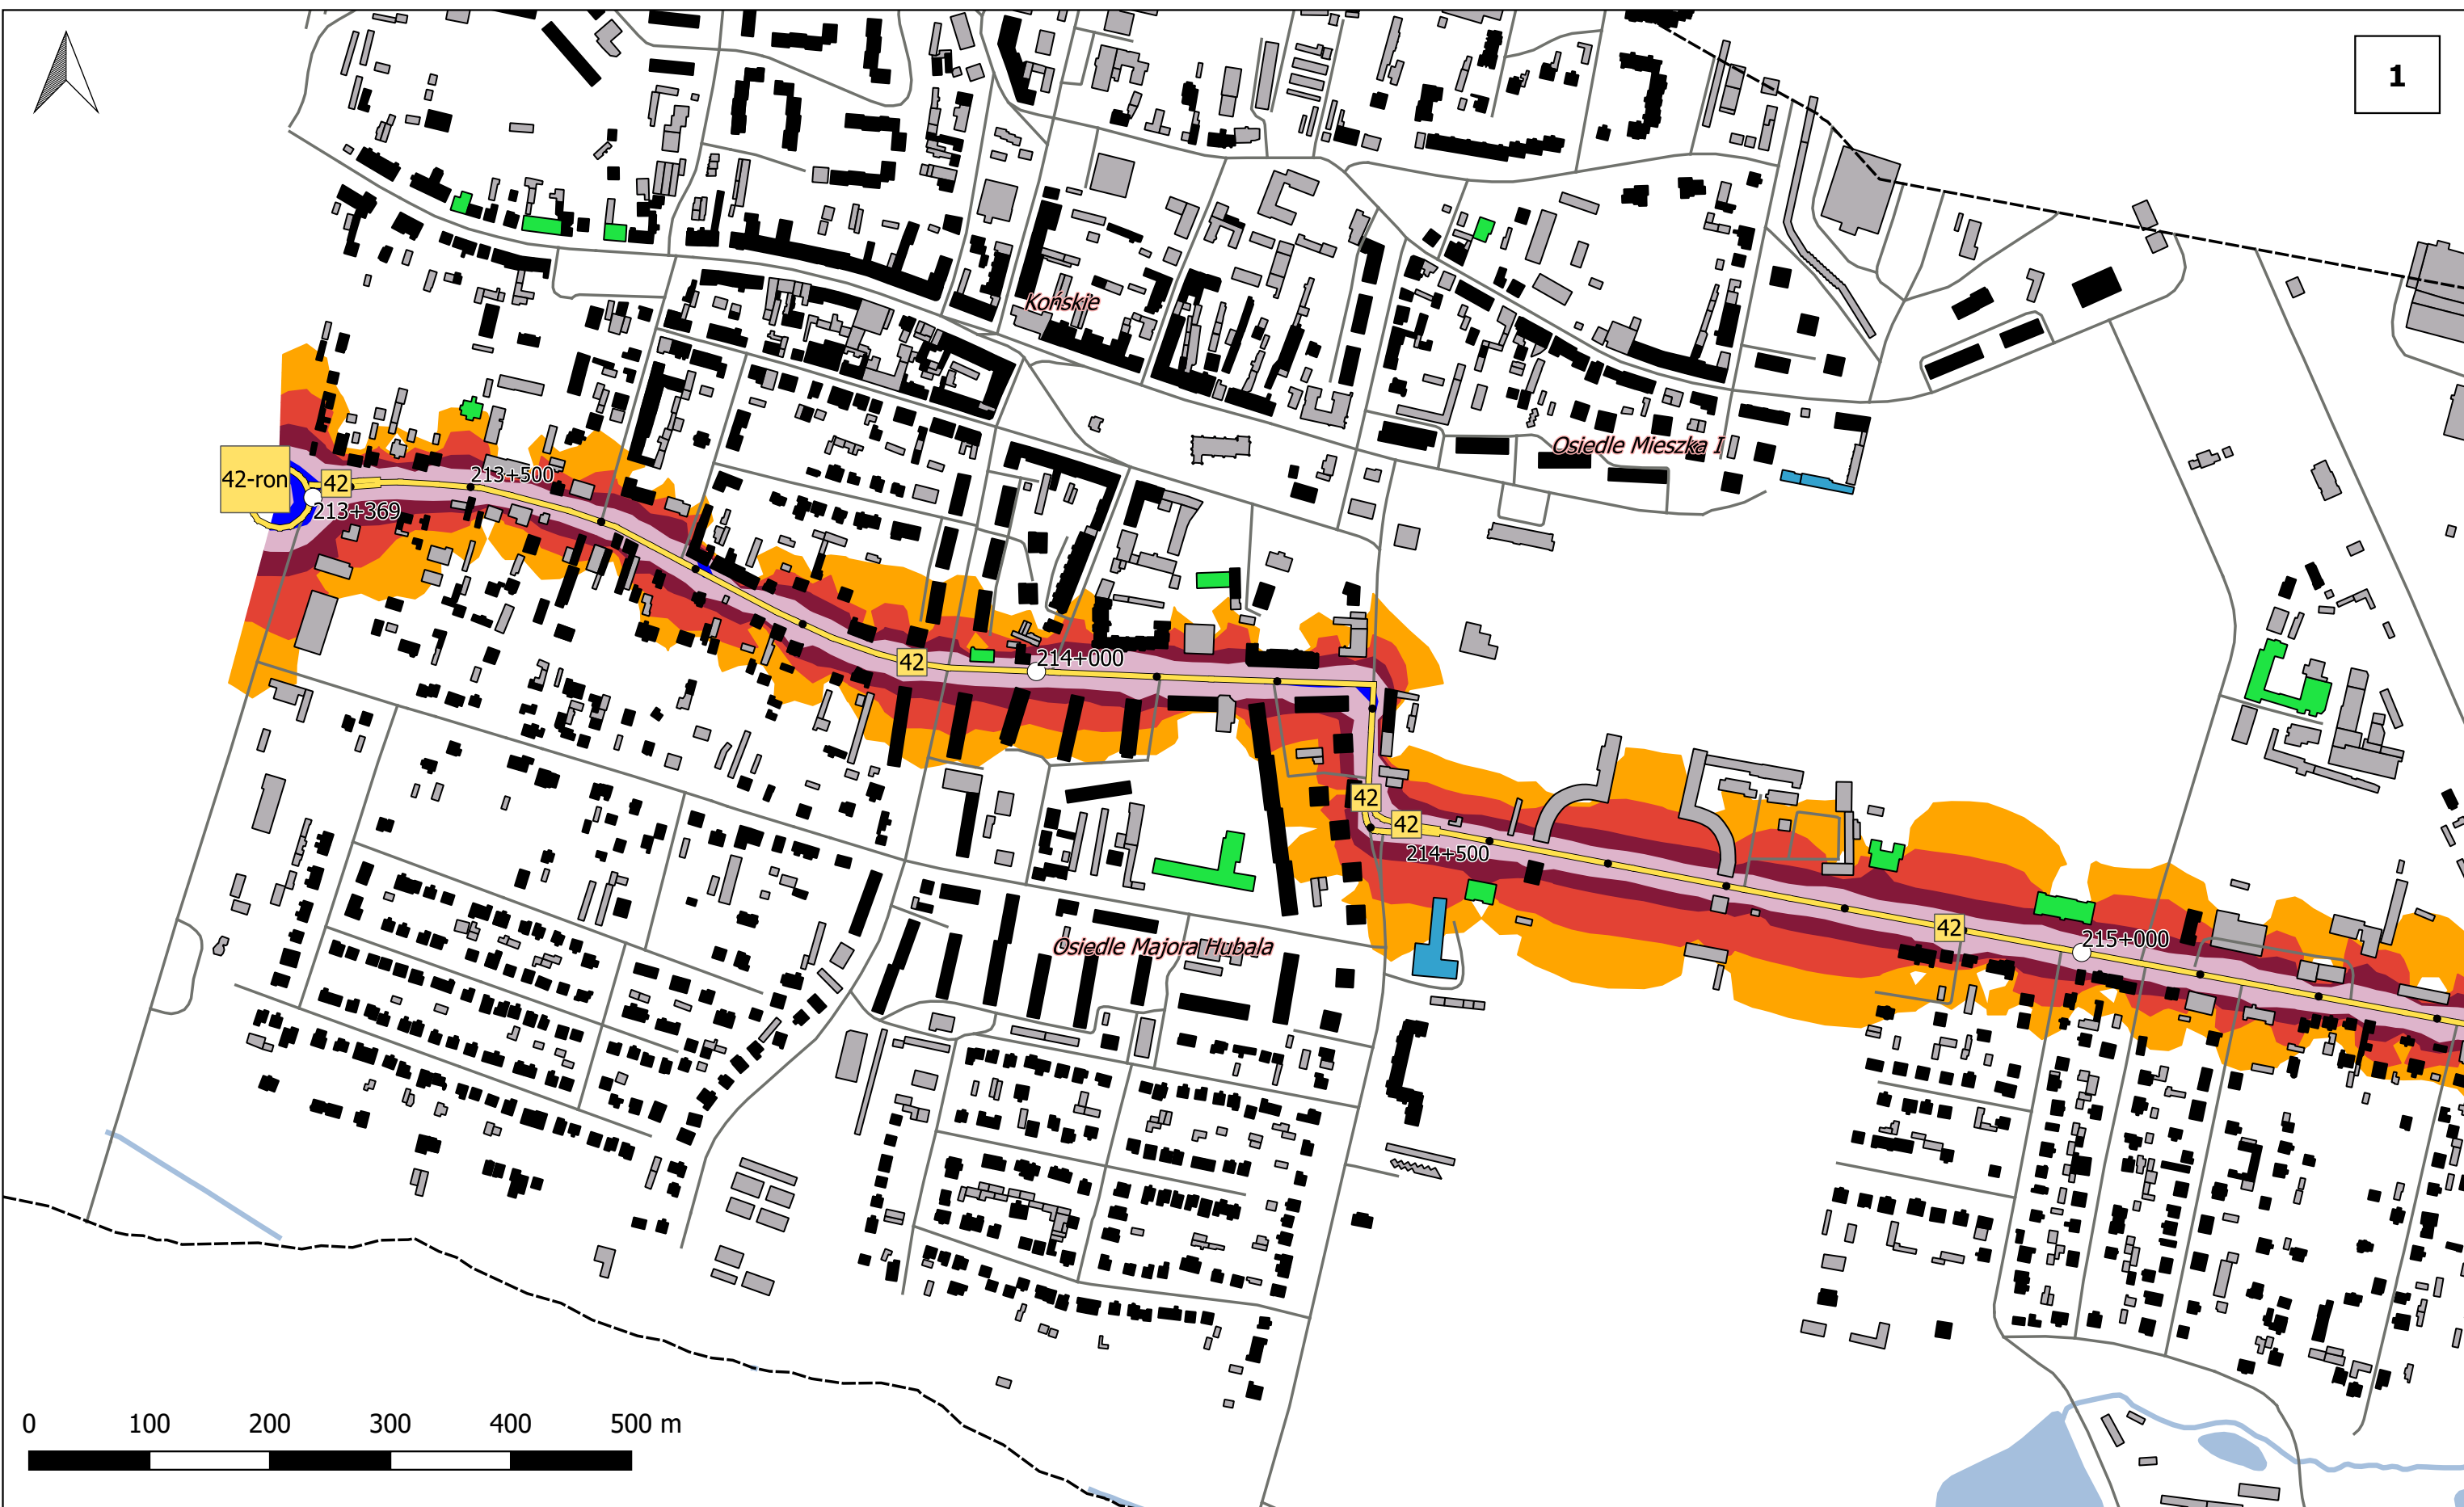 1
Końskie
Osiedle Mieszka I
213+500
42-ron
42
213+369
42
214+000
42
42
214+500
42
215+000
Osiedle Majora Hubala
0 100 200 300 400 500 m